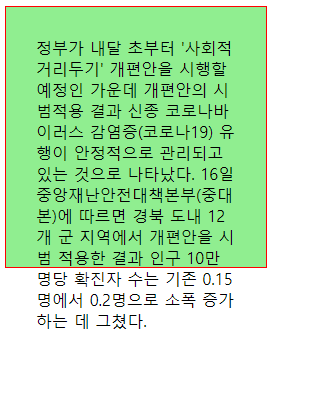 정부가 내달 초부터 '사회적
거리두기' 개편안을 시행할
예정인 가운데 개편안의 시
범적용 결과 신종 코로나바
이러스 감염증(코로나19) 유
행이 안정적으로 관리되고
있는 것으로 나타났다. 16일
중앙재난안전대책본부(중대
본)에 따르면 경북 도내 12
개 군 지역에서 개편안을 시
범 적용한 결과 인구 10만
명당 확진자 수는 기존 0.15
명에서 0.2명으로 소폭 증가
하는 데 그쳤다.